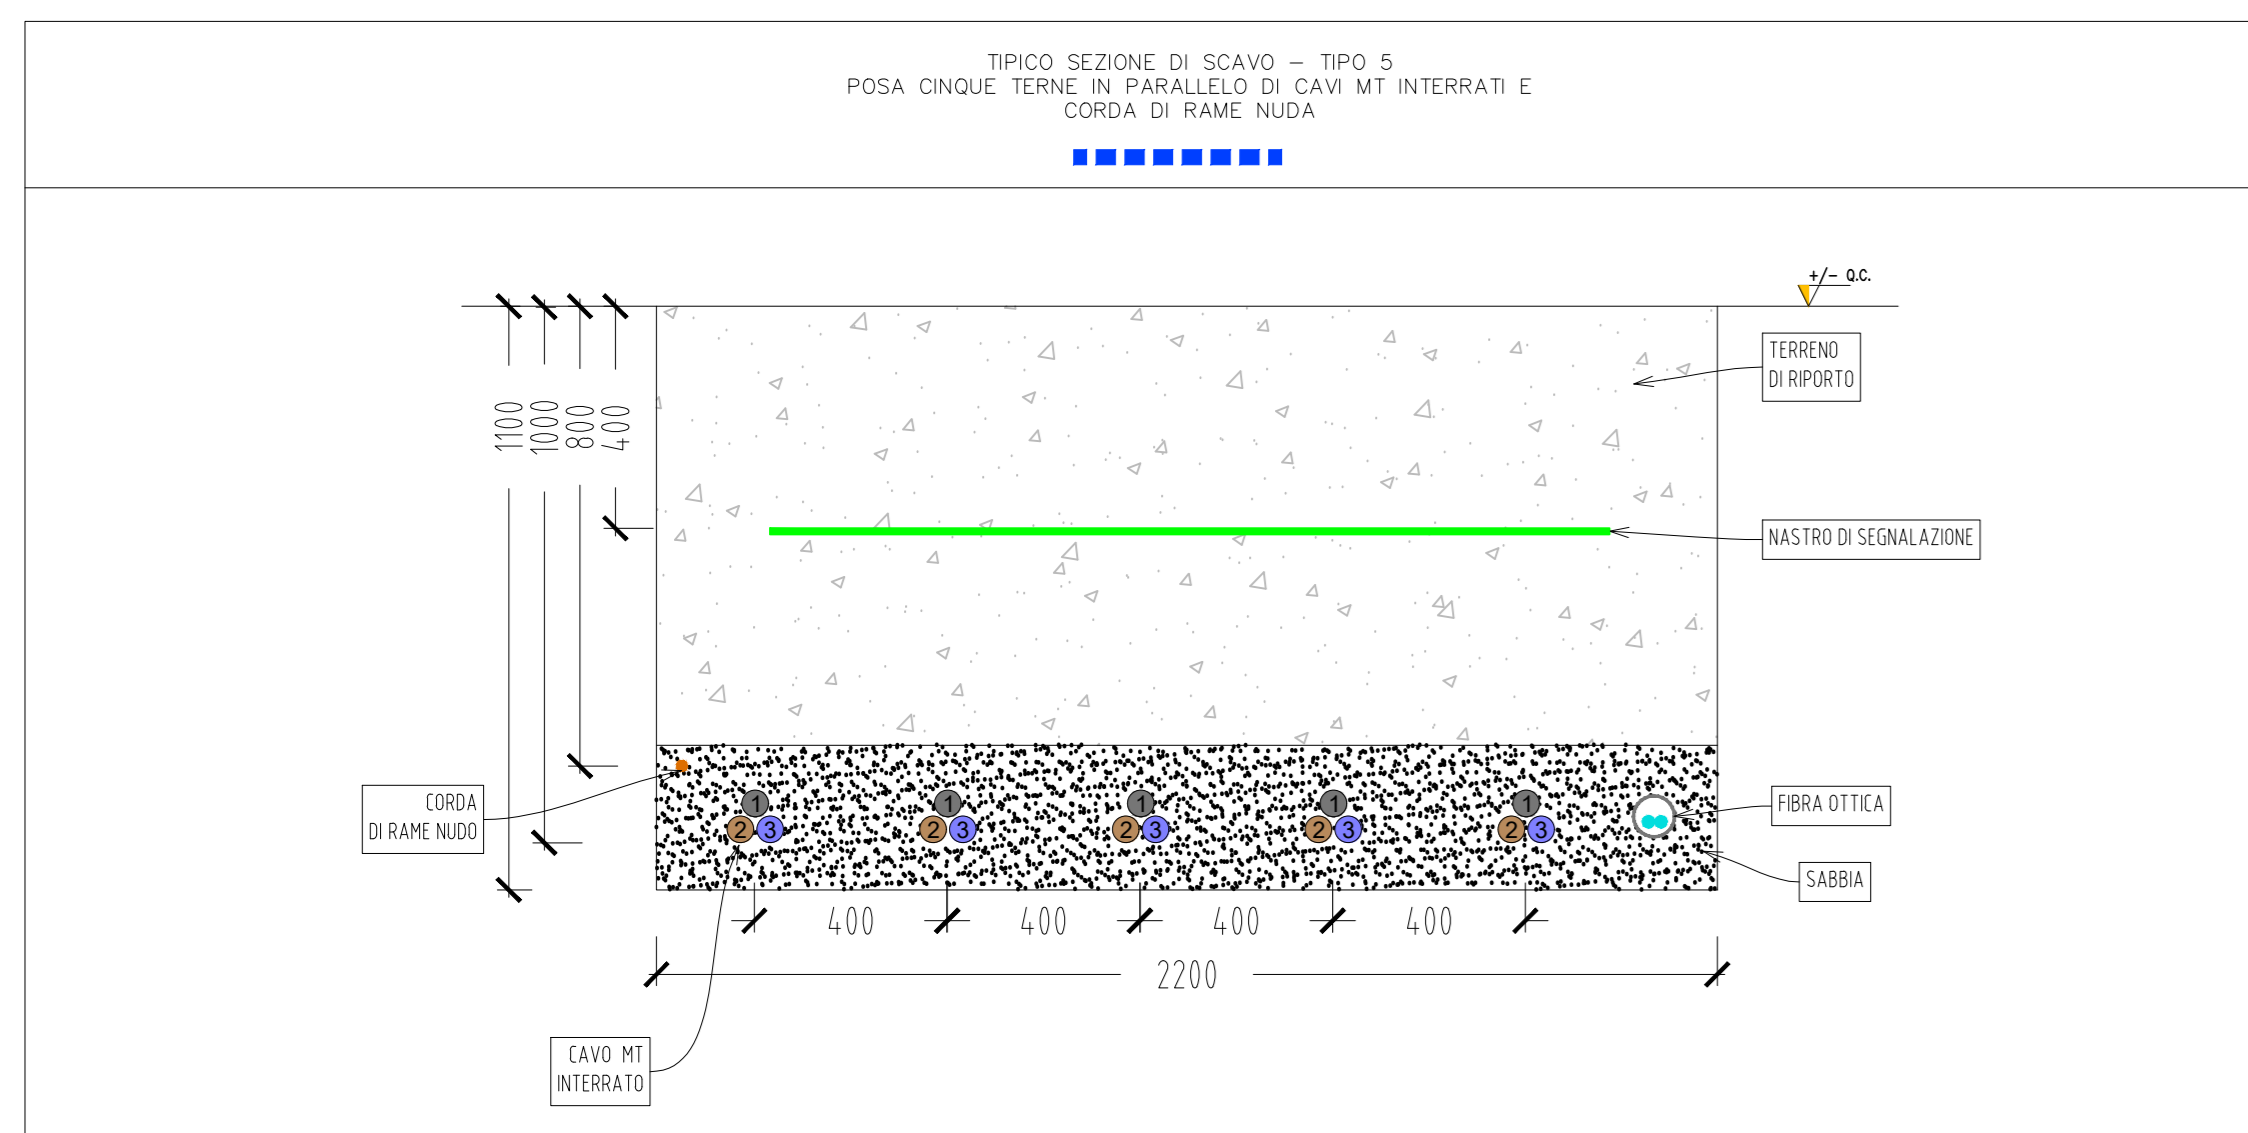 TIPICO SEZIONE DI SCAVO – TIPO 5
POSA CINQUE TERNE IN PARALLELO DI CAVI MT INTERRATI E
CORDA DI RAME NUDA
+/- Q.C.
TERRENO
DI RIPORTO
1100
1000
800
400
NASTRO DI SEGNALAZIONE
CORDA
DI RAME NUDO
1 1 1 1 1
2 3 2 3 2 3 2 3 2 3
FIBRA OTTICA
SABBIA
400 400 400 400
2200
CAVO MT
INTERRATO